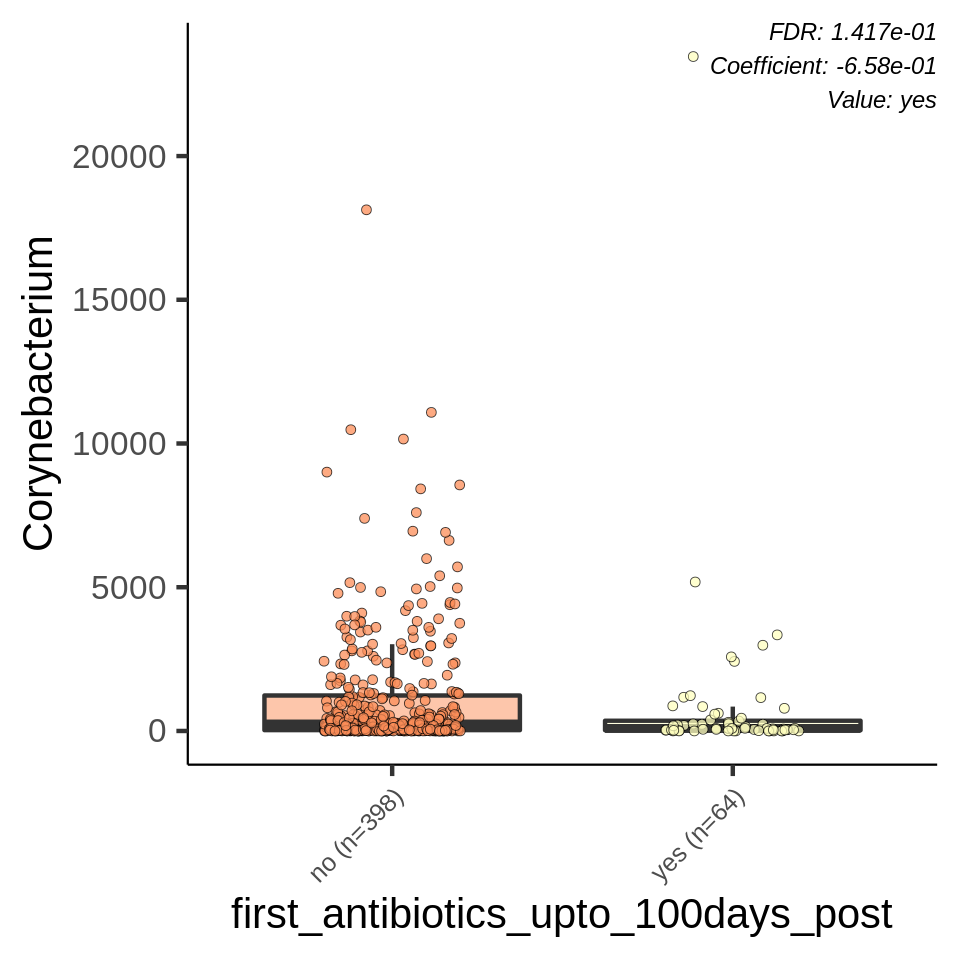 FDR: 1.417e-01
Coefficient: -6.58e-01
Value: yes
20000
15000
10000
5000
0
Corynebacterium
no (n=398)
yes (n=64)
first_antibiotics_upto_100days_post